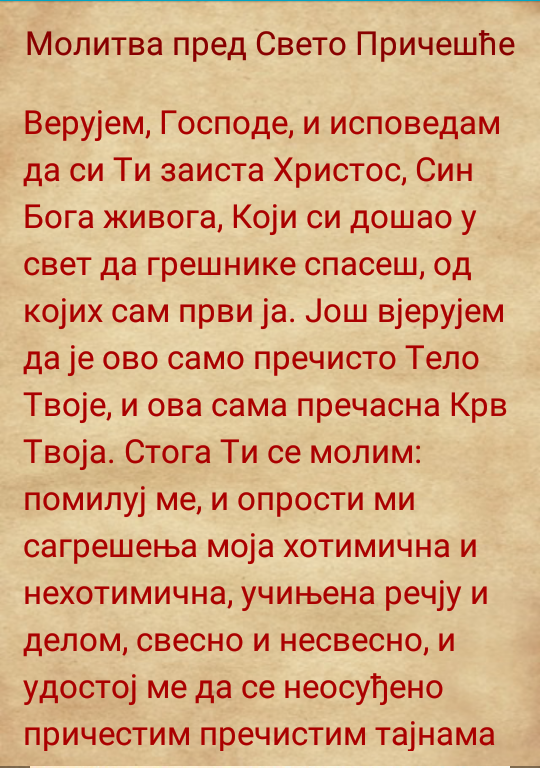 Молитва пред Свето Причешће
Верујем, Господе, и исповедам
да си Ти заиста Христос, Син
Бога живога, Који си дошао у
свет да грешнике спасеш, од
којих сам први ја. Још вјерујем
да је ово само пречисто Тело
Твоје, и ова сама пречасна Крв
Твоја. Стога Ти се молим:
помилуј ме, и опрости ми
сагрешења моја хотимична и
нехотимична, учињена речју и
делом, свесно и несвесно, и
удостој ме да се неосуђено
причестим пречистим тајнама